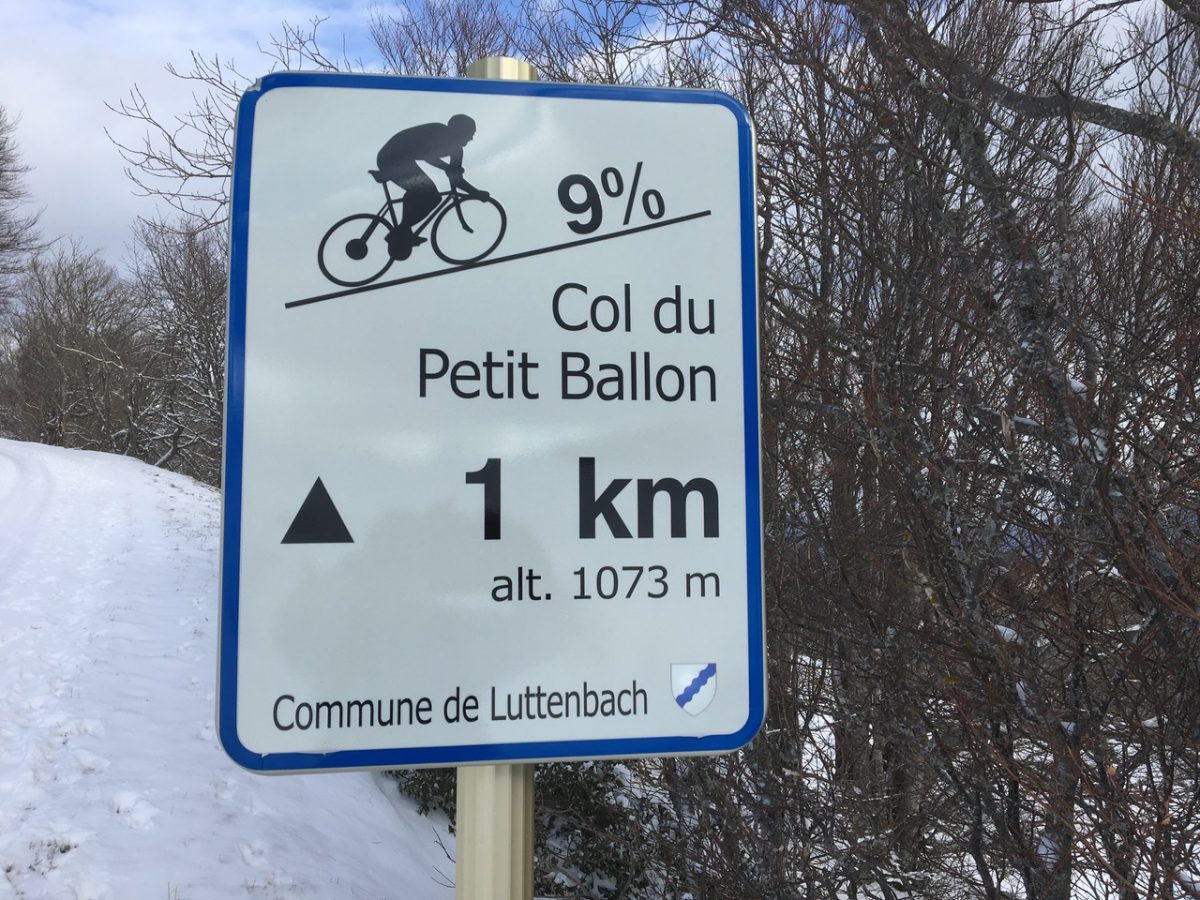 9%
Col du
Petit Ballon
1 km
alt. 1073 m
Commune de Luttenbach